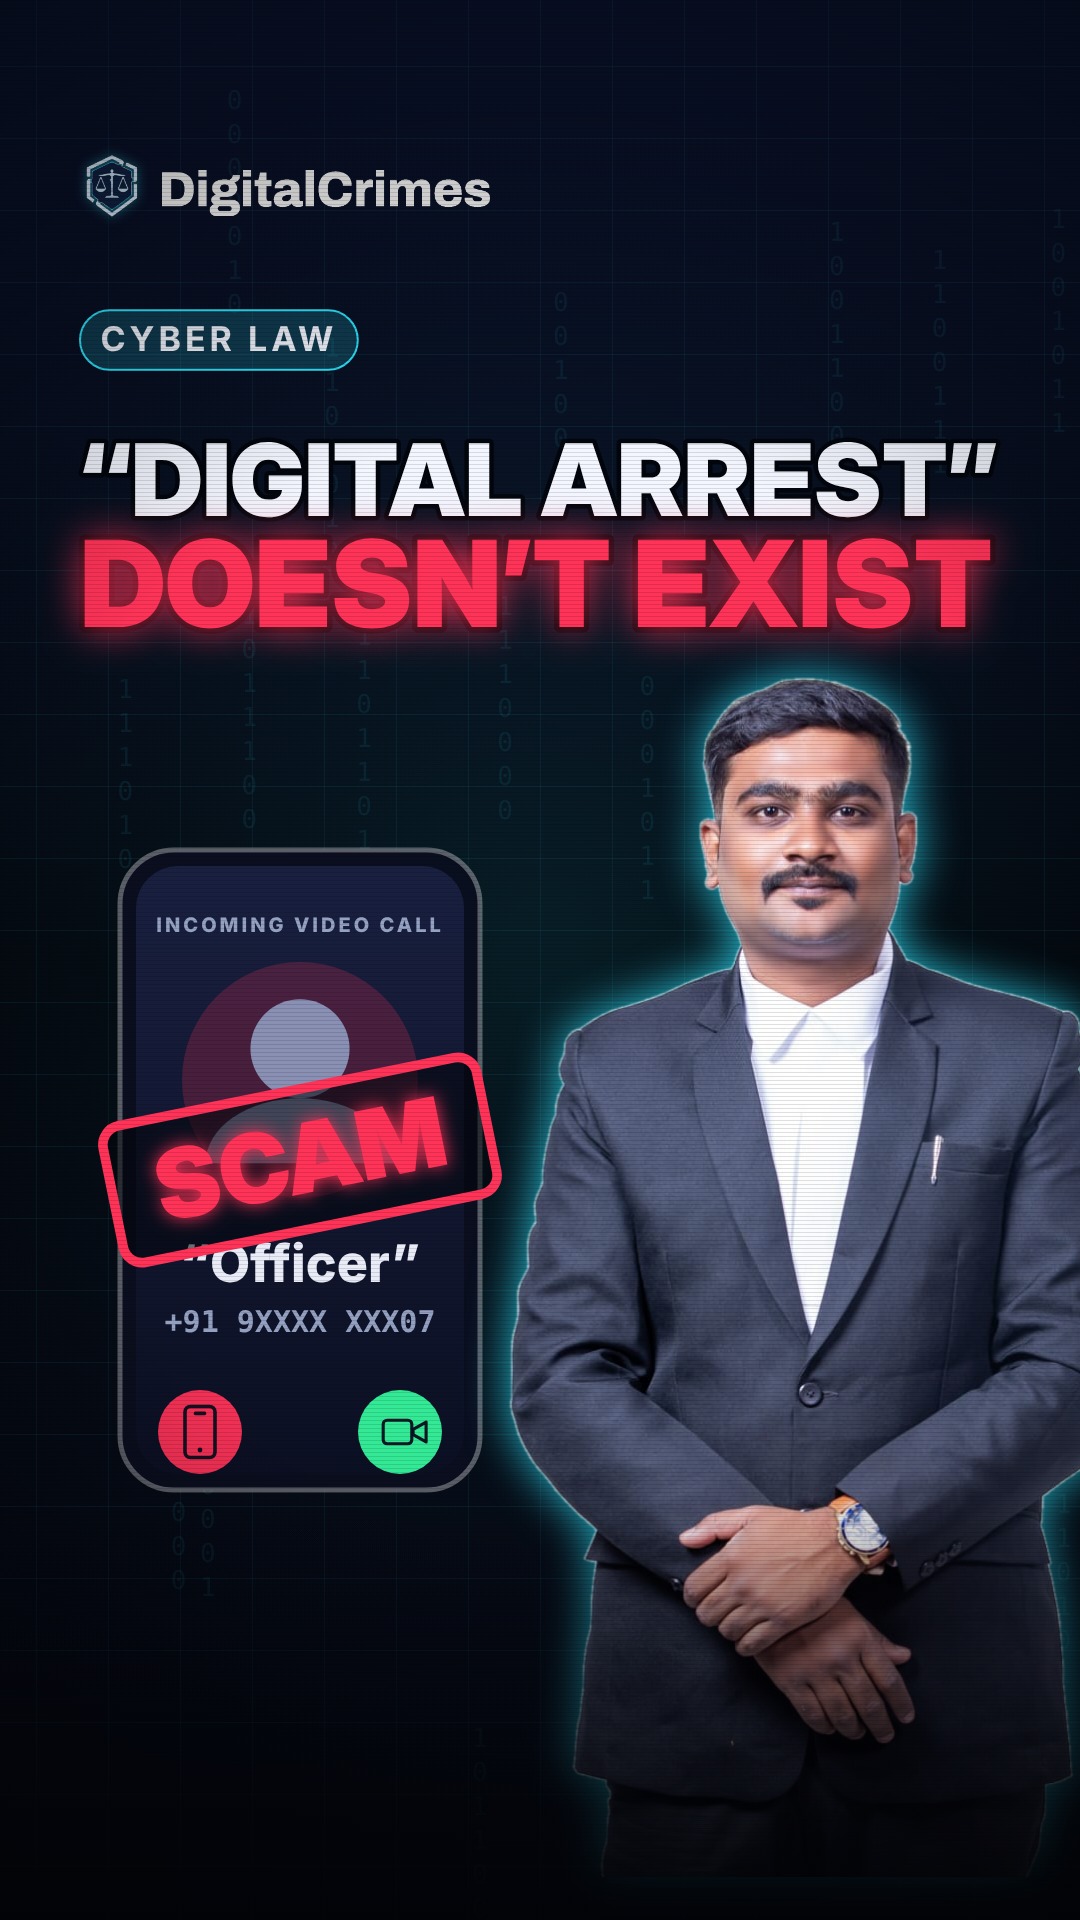 DigitalCrimes
CYBER LAW
“DIGITAL ARREST”
DOESN’T EXIST
INCOMING VIDEO CALL
SCAM
“Officer”
+91 9XXXX XXX07